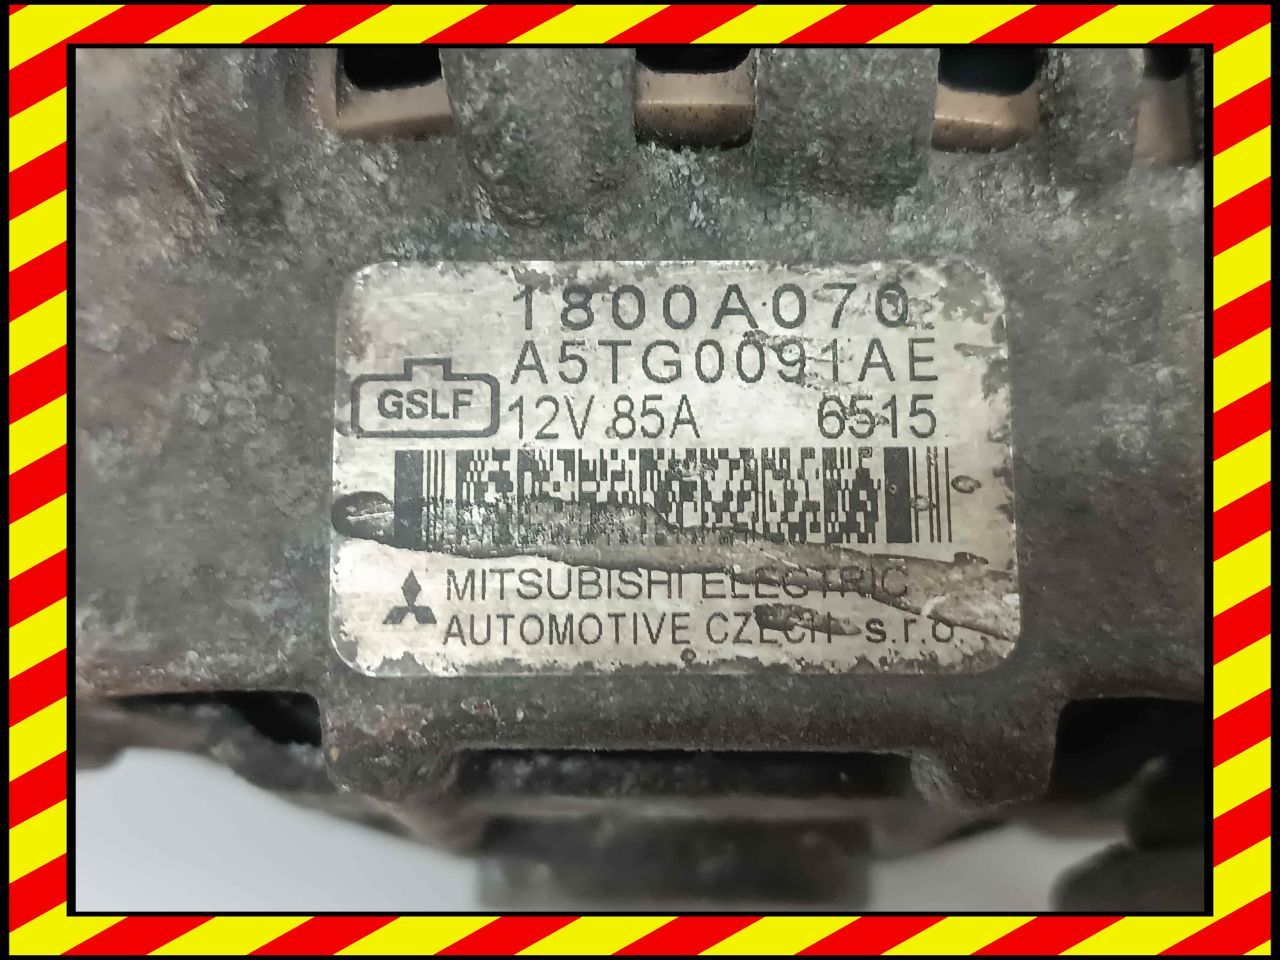 1800A070
A5TG0091AE
GSLF
12V 85A 6515
MITSUBISHI ELECTRIC
AUTOMOTIVE CZECH s.r.o.